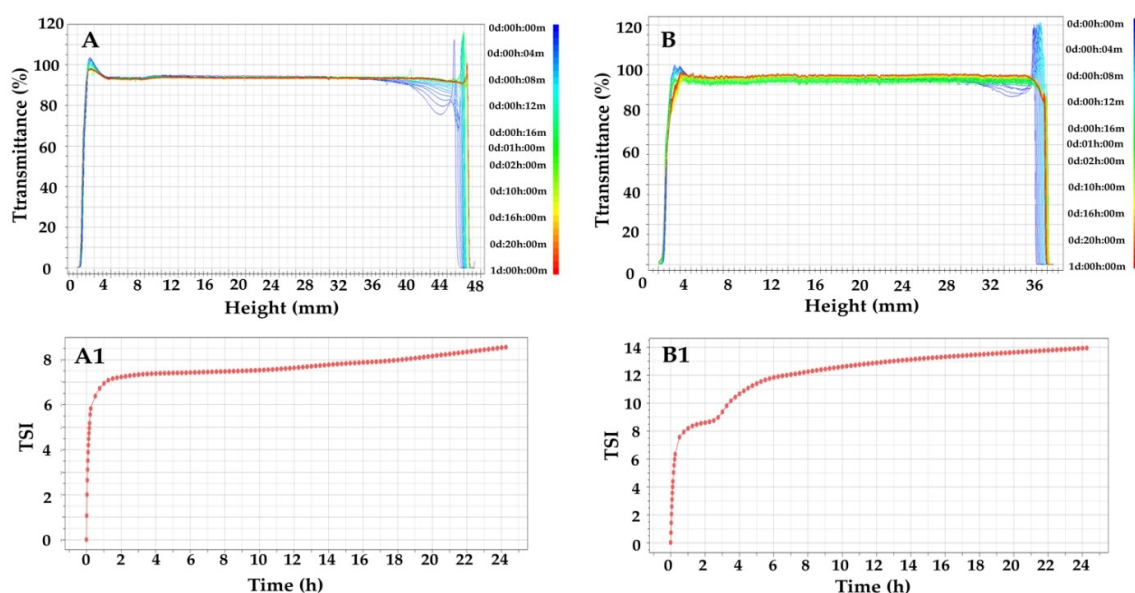 A
Ttransmittance (%)
120
100
80
60
40
20
0
0 4 8 12 16 20 24 28 32 36 40 44 48
Height (mm)
0d:00h:00m
0d:00h:04m
0d:00h:08m
0d:00h:12m
0d:00h:16m
0d:01h:00m
0d:02h:00m
0d:10h:00m
0d:16h:00m
0d:20h:00m
1d:00h:00m
B
Ttransmittance (%)
120
100
80
60
40
20
0
0 4 8 12 16 20 24 28 32 36
Height (mm)
0d:00h:00m
0d:00h:04m
0d:00h:08m
0d:00h:12m
0d:00h:16m
0d:01h:00m
0d:02h:00m
0d:10h:00m
0d:16h:00m
0d:20h:00m
1d:00h:00m
A1
TSI
8
6
4
2
0
0 2 4 6 8 10 12 14 16 18 20 22 24
Time (h)
B1
TSI
14
12
10
8
6
4
2
0
0 2 4 6 8 10 12 14 16 18 20 22 24
Time (h)